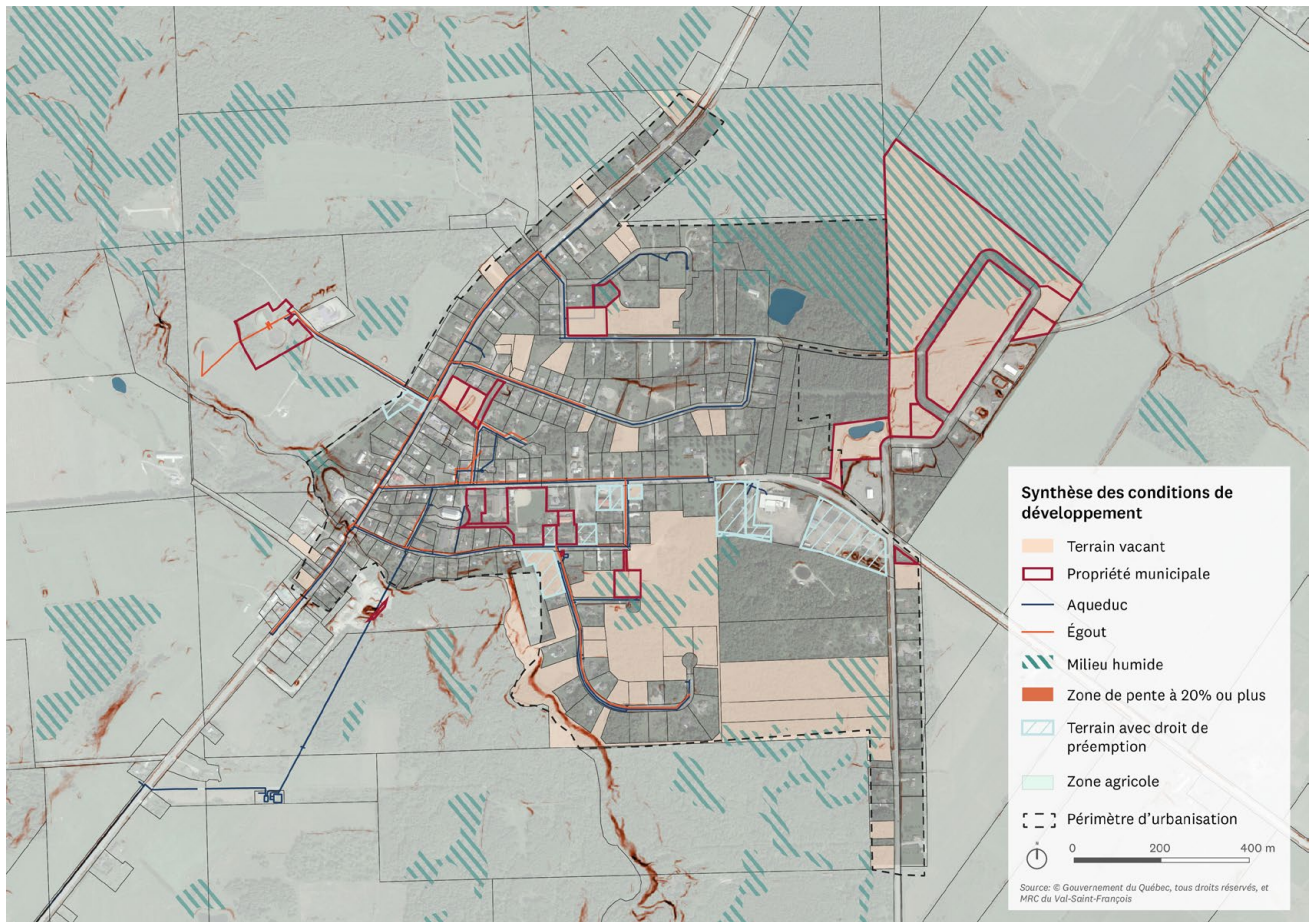 Synthèse des conditions de
développement
Terrain vacant
Propriété municipale
Aqueduc
Égout
Milieu humide
Zone de pente à 20% ou plus
Terrain avec droit de
préemption
Zone agricole
Périmètre d'urbanisation
0 200 400 m
Source: © Gouvernement du Québec, tous droits réservés, et
MRC du Val-Saint-François